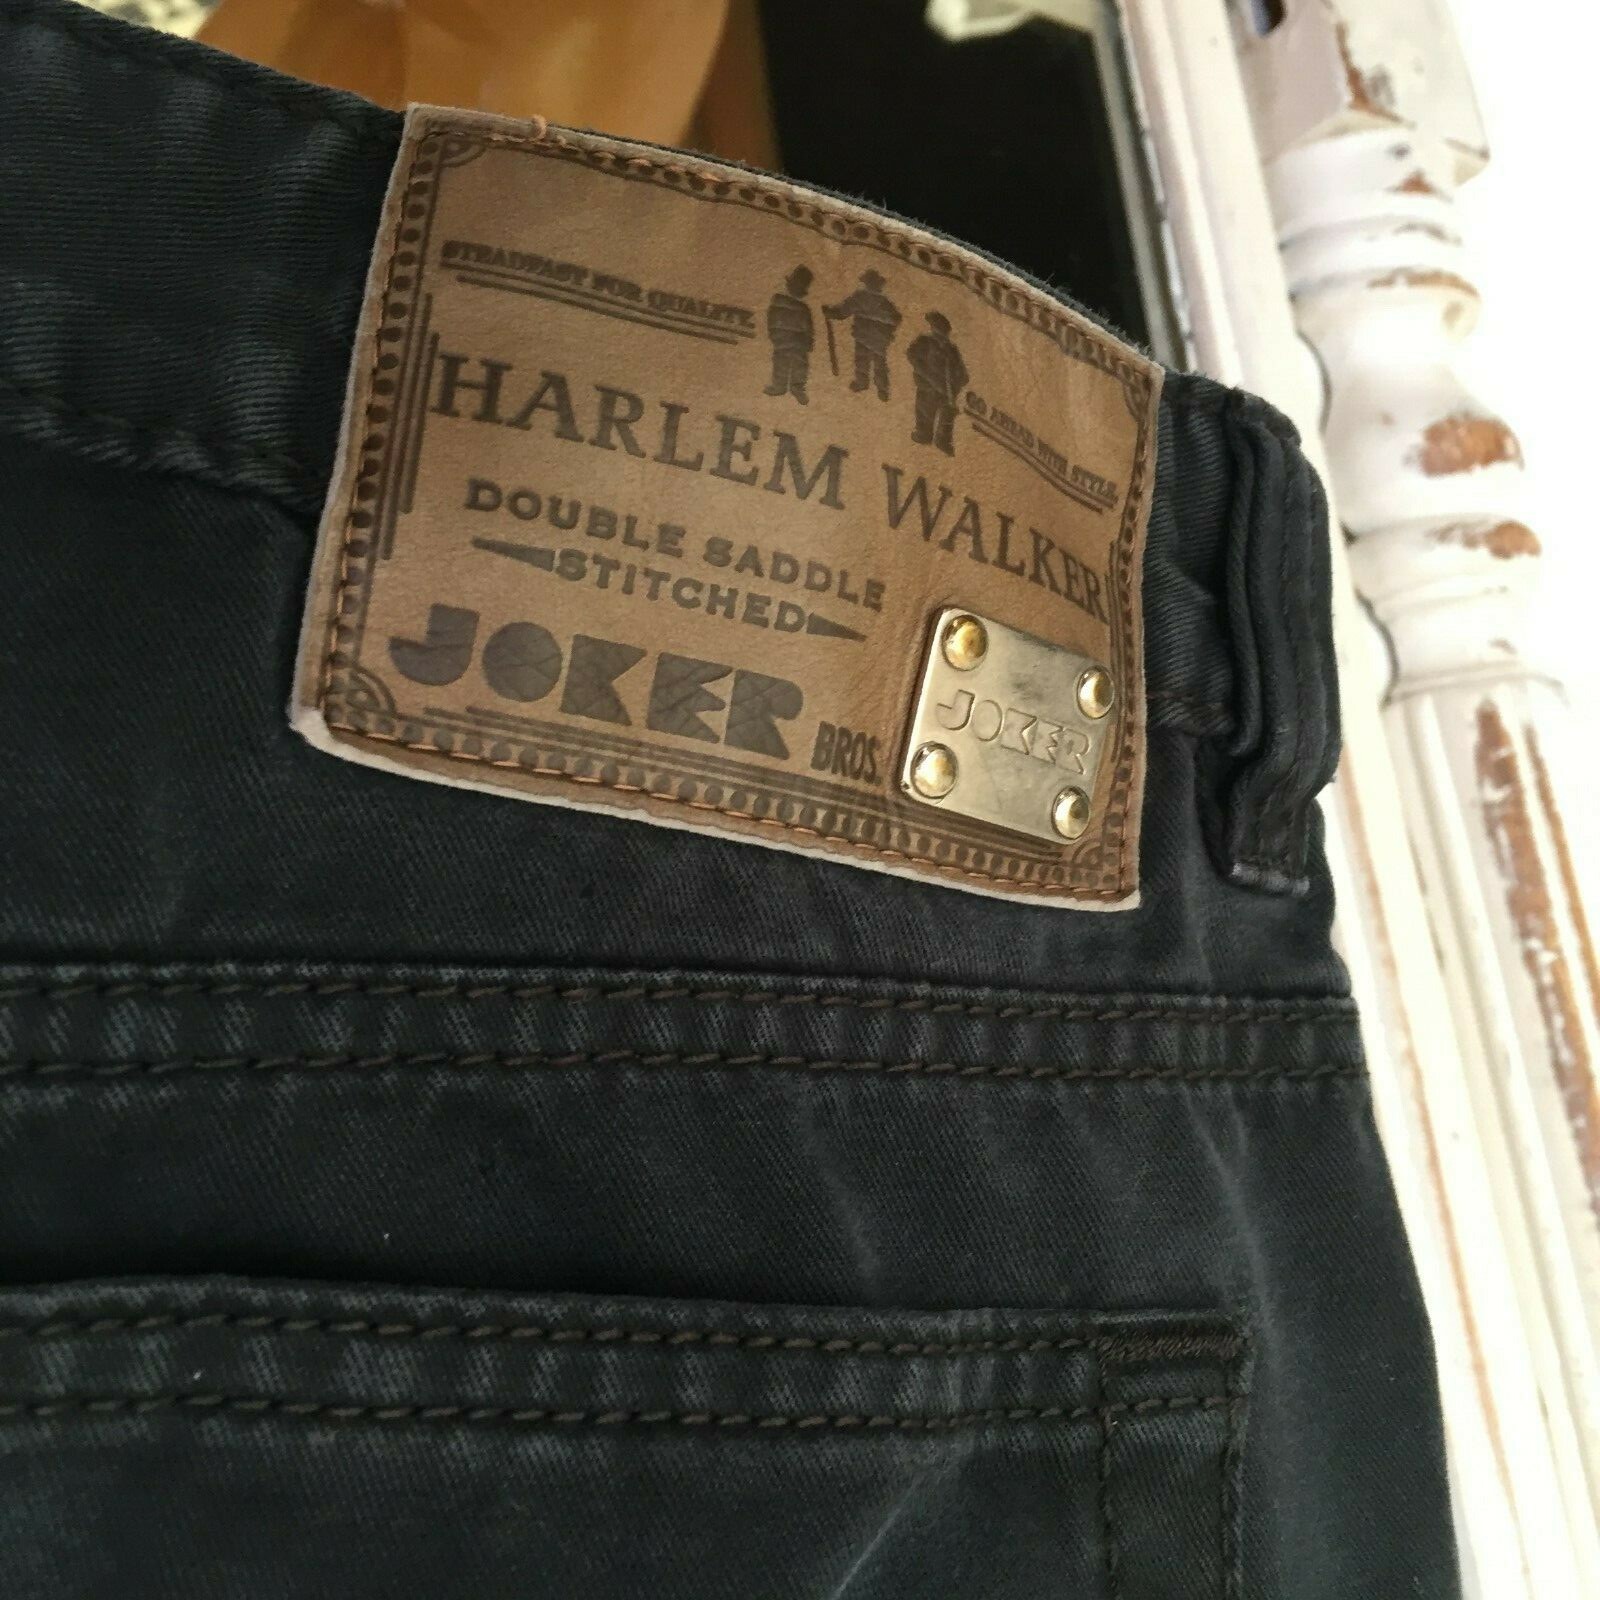 STEADFAST FOR QUALITY.
GO AHEAD WITH STYLE.
HARLEM WALKER
DOUBLE SADDLE
STITCHED
JOKER BROS.
JOKER